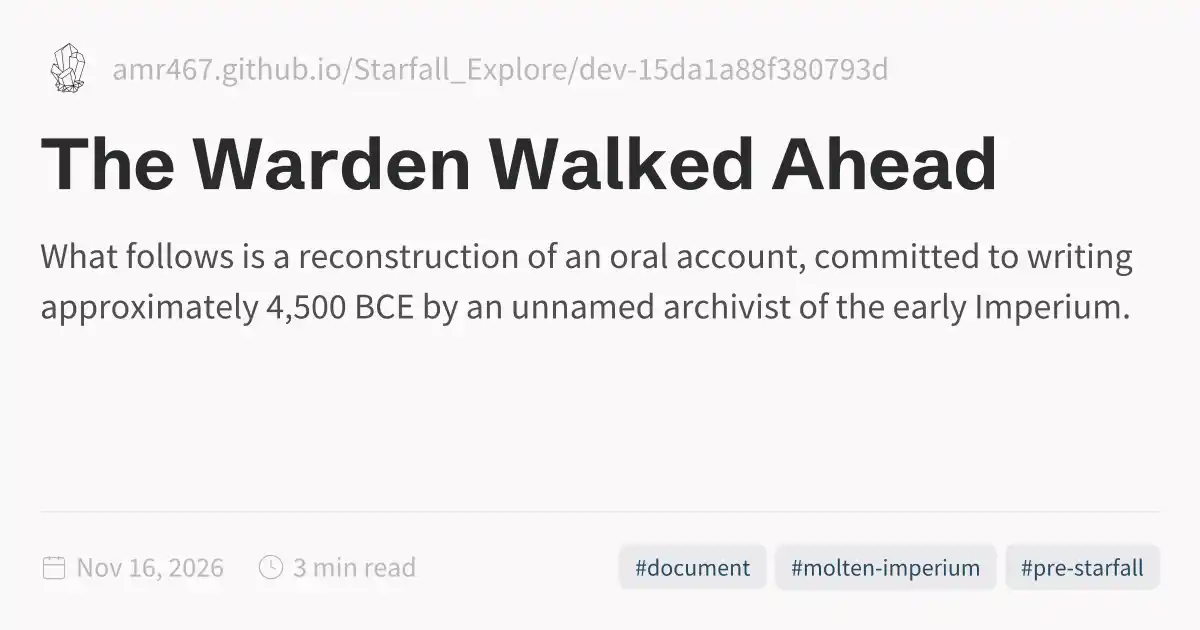 amr467.github.io/Starfall_Explore/dev-15da1a88f380793d
The Warden Walked Ahead
What follows is a reconstruction of an oral account, committed to writing
approximately 4,500 BCE by an unnamed archivist of the early Imperium.
Nov 16, 2026 3 min read #document #molten-imperium #pre-starfall